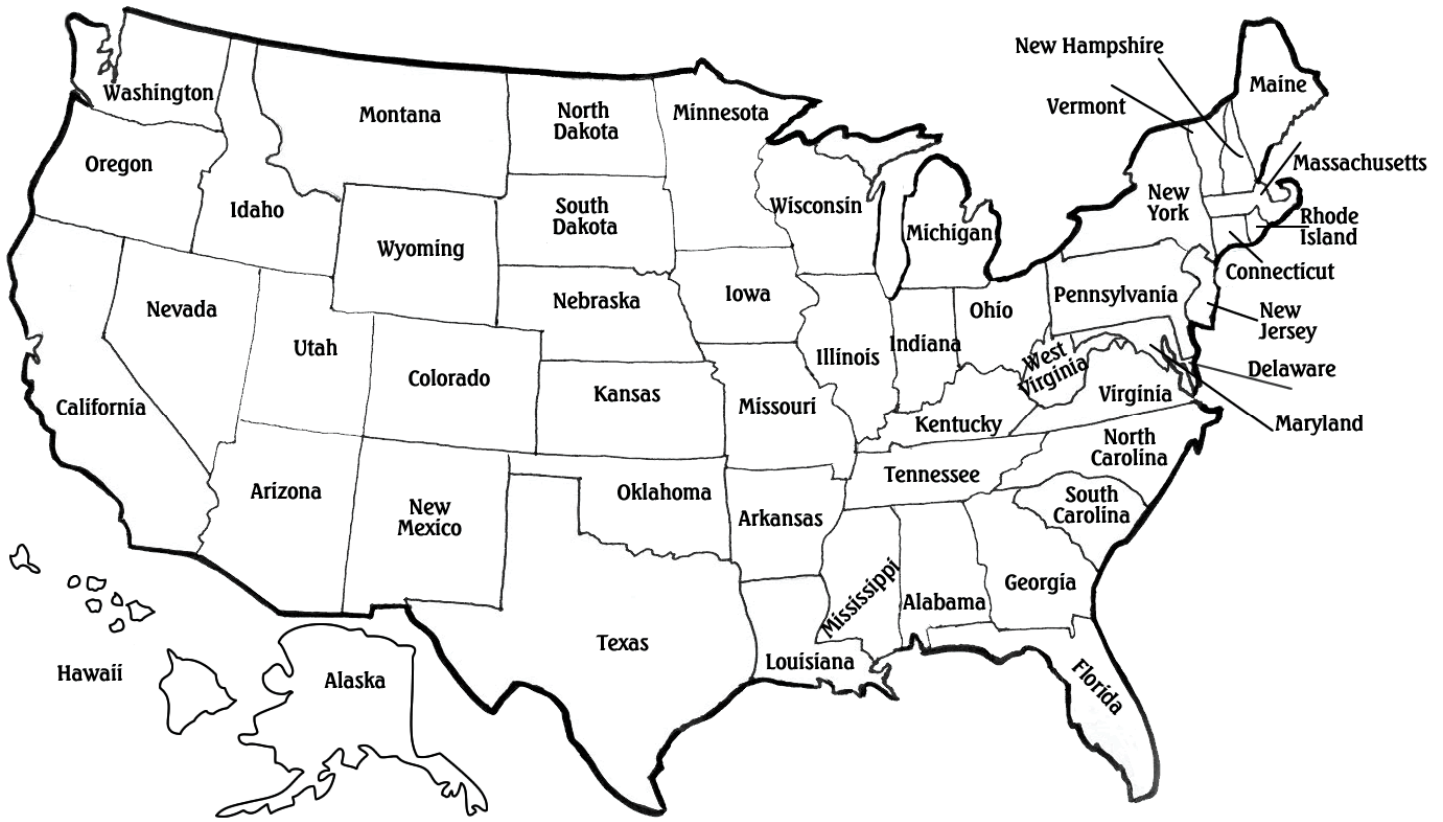 New Hampshire
Maine
Washington
Montana
North
Dakota
Minnesota
Vermont
Oregon
Massachusetts
Idaho
South
Dakota
Wisconsin
New
York
Rhode
Island
Wyoming
Michigan
Connecticut
Nevada
Nebraska
Iowa
Ohio
Pennsylvania
New
Jersey
Utah
Colorado
Illinois
Indiana
West
Virginia
Delaware
California
Kansas
Missouri
Kentucky
Virginia
Maryland
Arizona
New
Mexico
Oklahoma
Arkansas
Tennessee
North
Carolina
South
Carolina
Mississippi
Alabama
Georgia
Texas
Louisiana
Hawaii
Alaska
Florida